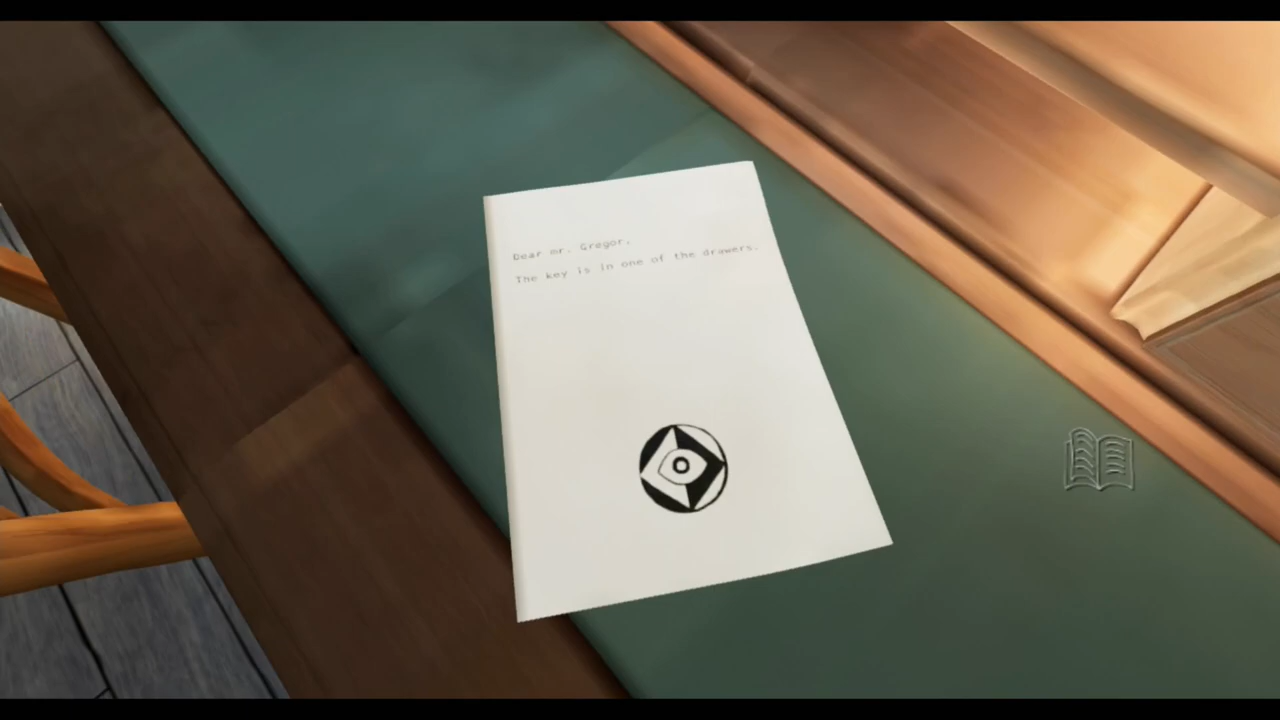 Dear mr. Gregor,
The key is in one of the drawers.